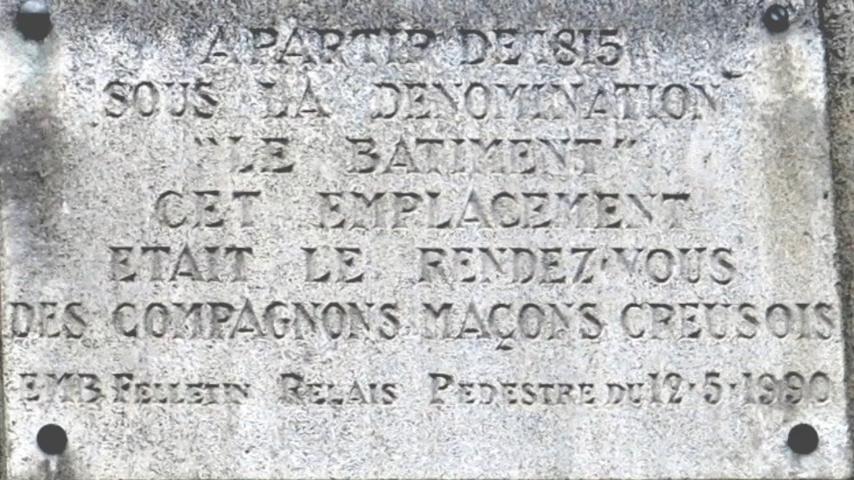 A PARTIR DE 1815
SOUS LA DENOMINATION
"LE BATIMENT"
CET EMPLACEMENT
ETAIT LE RENDEZ-VOUS
DES COMPAGNONS MAÇONS CREUSOIS
EMB FELLETIN RELAIS PEDESTRE DU 12·5·1990